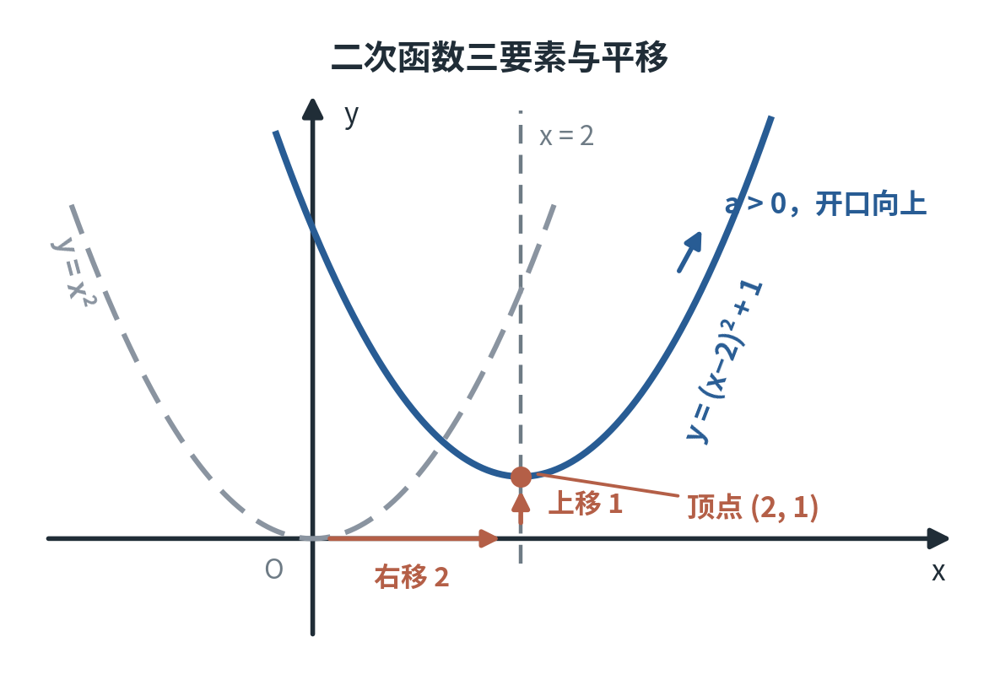 二次函数三要素与平移
y
x = 2
a > 0，开口向上
y = x²
y = (x−2)² + 1
上移 1
顶点 (2, 1)
O
右移 2
x